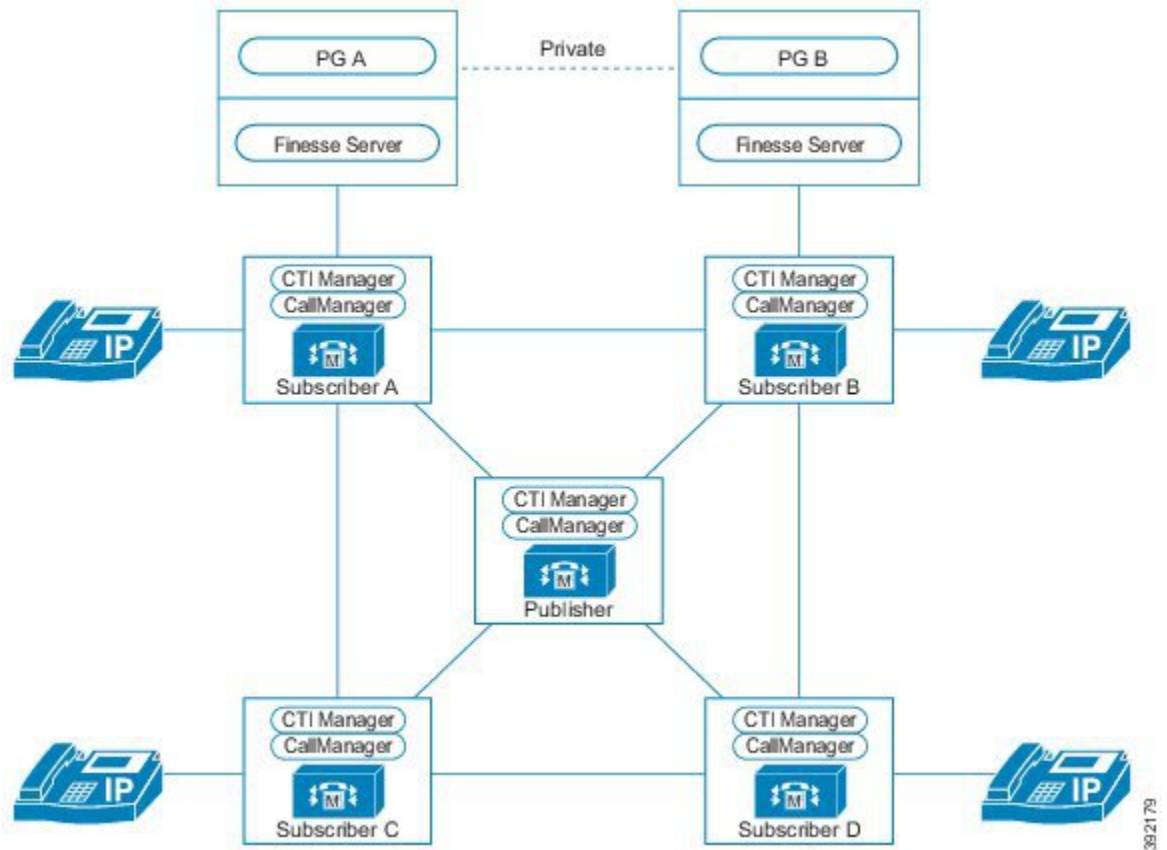 PG A
Private
PG B
Finesse Server
Finesse Server
CTI Manager
CallManager
M
Subscriber A
CTI Manager
CallManager
M
Subscriber B
IP
IP
CTI Manager
CallManager
M
Publisher
CTI Manager
CallManager
M
Subscriber C
CTI Manager
CallManager
M
Subscriber D
IP
IP
392179